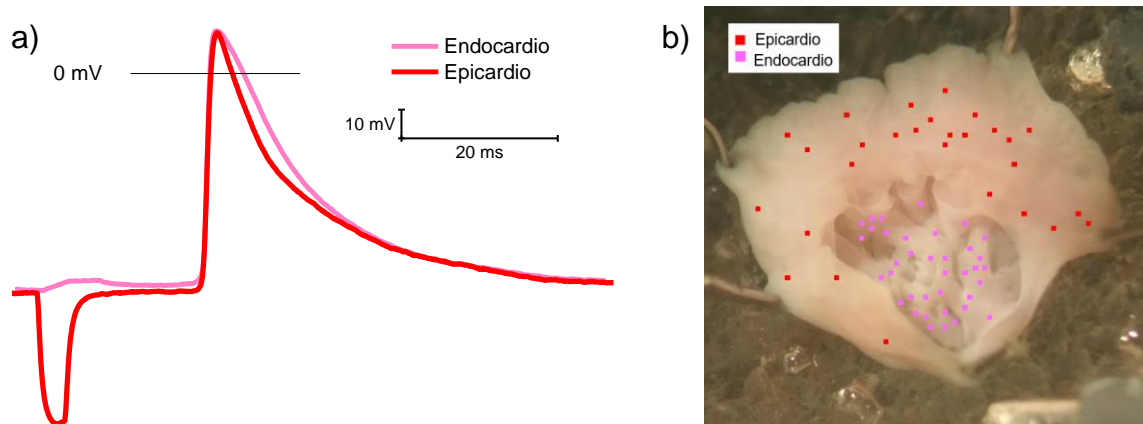 a)
Endocardio
Epicardio
0 mV
10 mV
20 ms
b)
Epicardio
Endocardio